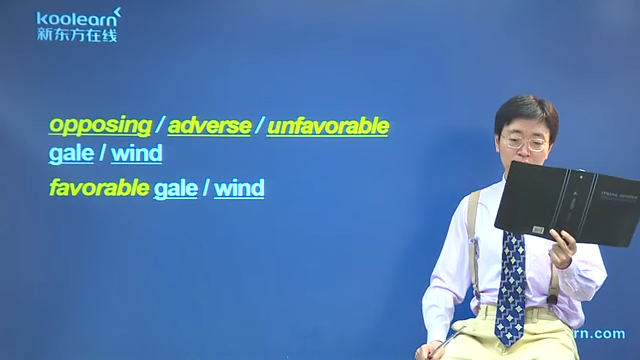 koolearn
新东方在线
opposing / adverse / unfavorable
gale / wind
favorable gale / wind
rn.com